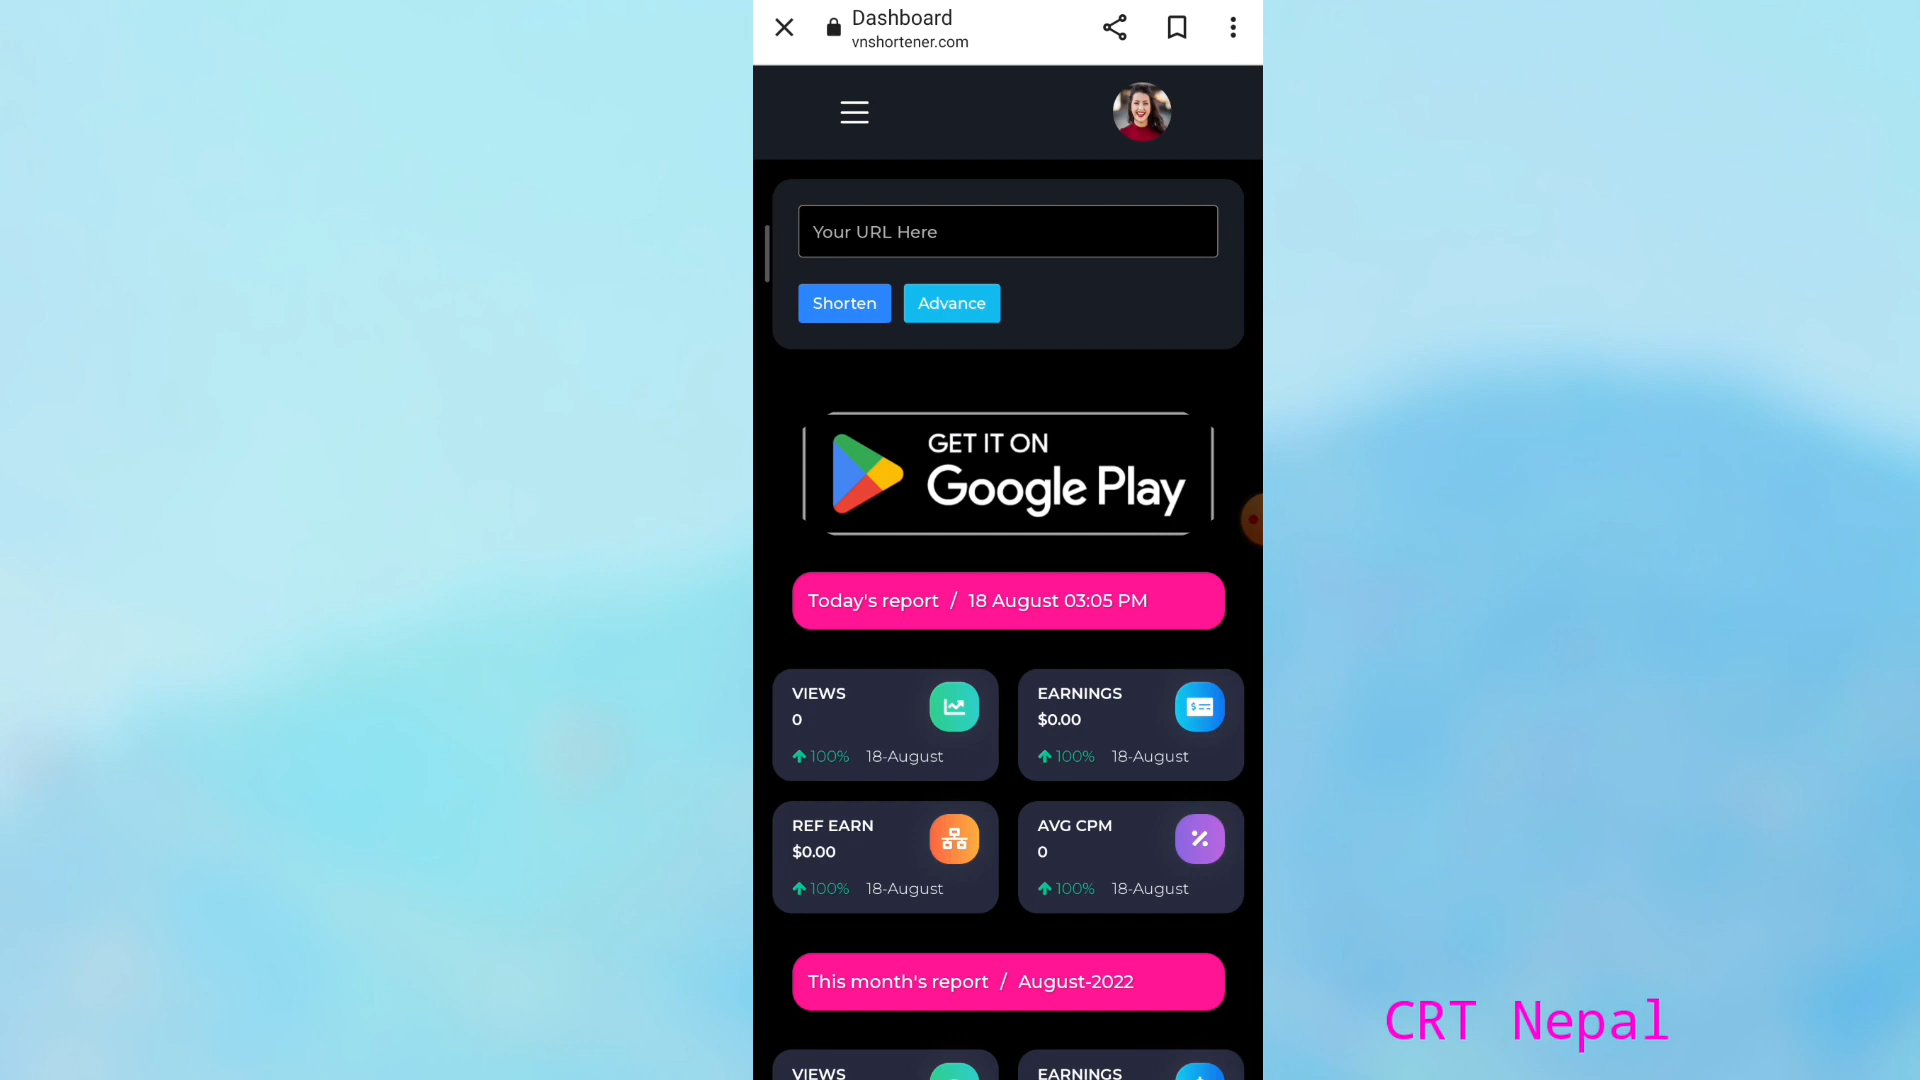 Dashboard
vnshortener.com
Your URL Here
Shorten
Advance
GET IT ON
Google Play
Today's report / 18 August 03:05 PM
VIEWS
0
100% 18-August
EARNINGS
$0.00
100% 18-August
REF EARN
$0.00
100% 18-August
AVG CPM
0
100% 18-August
This month's report / August-2022
VIEWS
EARNINGS
CRT Nepal